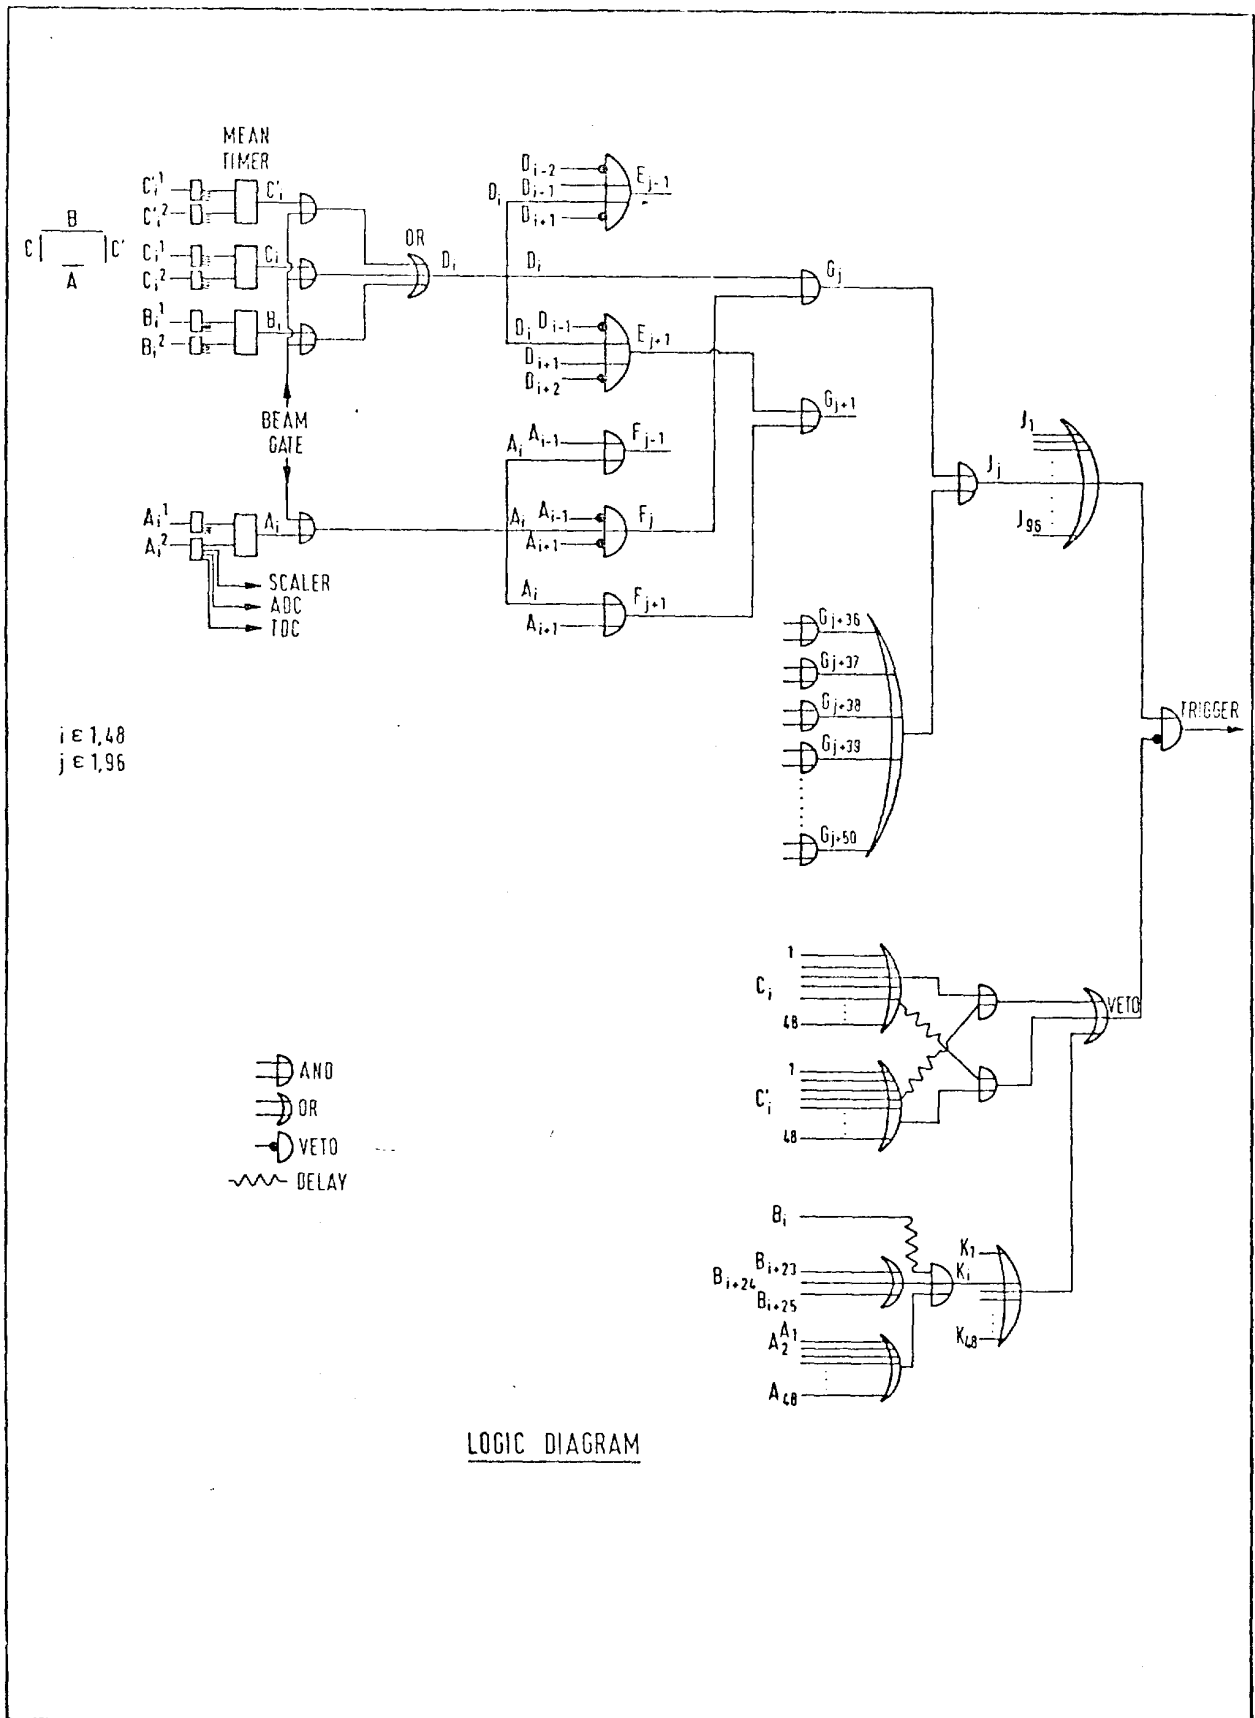 MEAN
TIMER
C'i1
C'i2
C'i
Ci1
Ci2
Ci
Bi1
Bi2
Bi
B
C
C'
A
OR
Di
BEAM
GATE
Ai1
Ai2
Ai
SCALER
ADC
TDC
Di-2
Di-1
Di
Di+1
Ej-1
Di
Di-1
Di
Di+1
Di+2
Ej+1
Ai-1
Ai
Fj-1
Ai-1
Ai
Ai+1
Fj
Ai
Ai+1
Fj+1
Gj
Gj+1
Jj
J1
J96
Gj+36
Gj+37
Gj+38
Gj+39
Gj+50
TRIGGER
i ε 1,48
j ε 1,96
1
Ci
48
1
C'i
48
VETO
AND
OR
VETO
DELAY
Bi
Bi+23
Bi+24
Bi+25
A1
A2
A48
K1
Ki
K48
LOGIC DIAGRAM